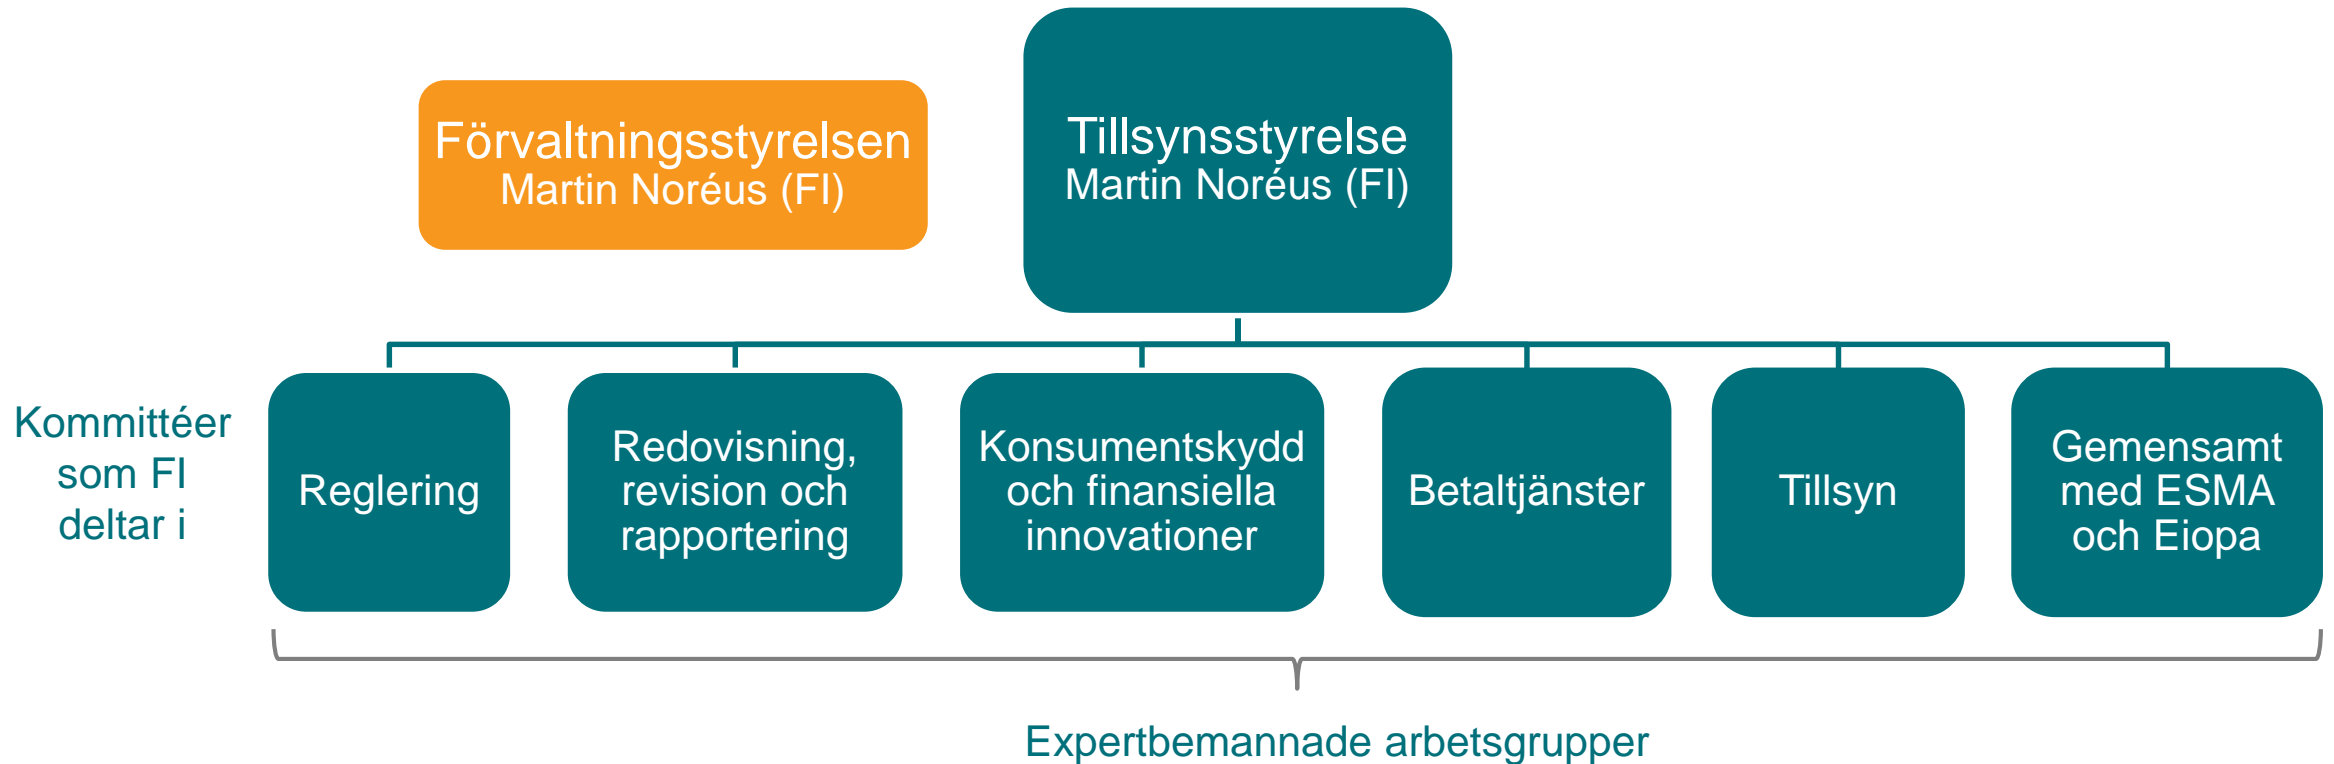 Förvaltningsstyrelsen
Martin Noréus (FI)
Tillsynsstyrelse
Martin Noréus (FI)
Kommittéer
som FI
deltar i
Reglering
Redovisning,
revision och
rapportering
Konsumentskydd
och finansiella
innovationer
Betaltjänster
Tillsyn
Gemensamt
med ESMA
och Eiopa
Expertbemannade arbetsgrupper